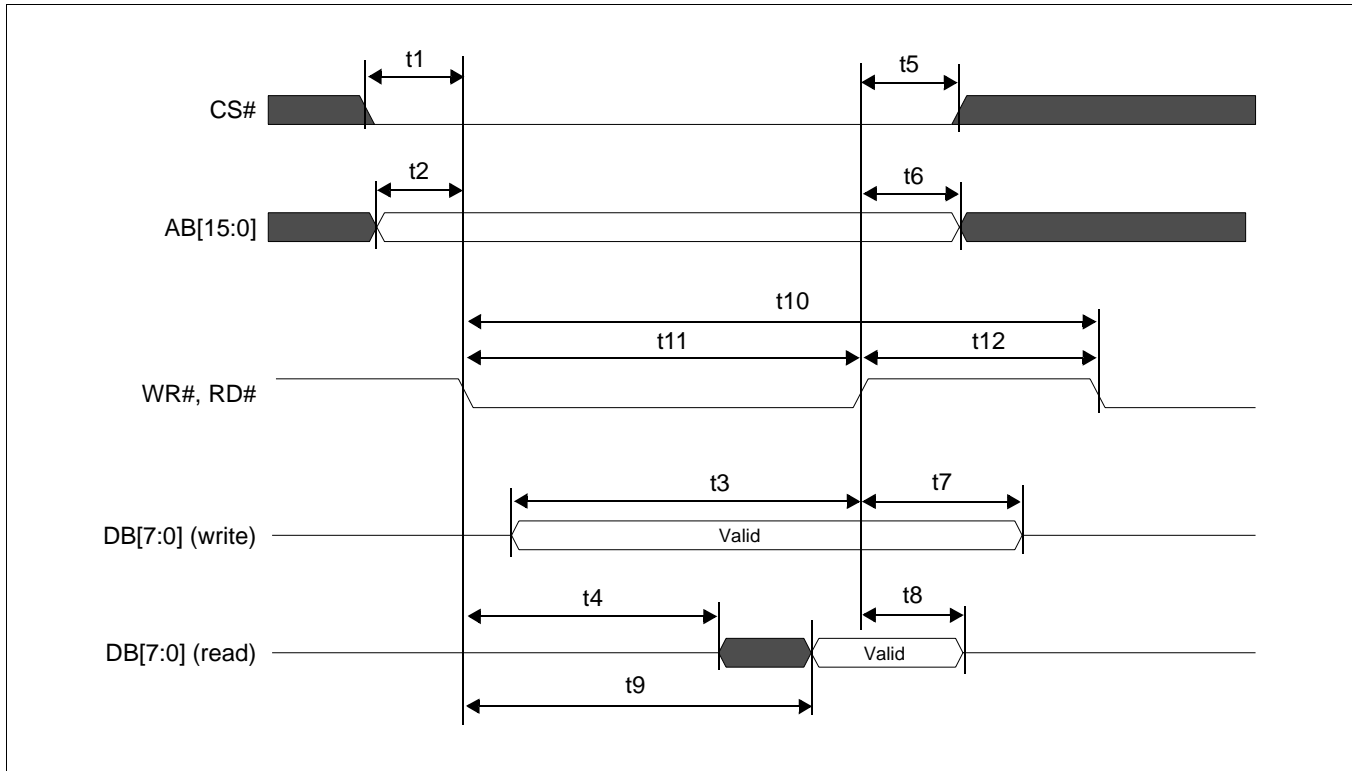 t1
t5
CS#
t2
t6
AB[15:0]
t10
t11
t12
WR#, RD#
t3
t7
DB[7:0] (write)
Valid
t4
t8
DB[7:0] (read)
Valid
t9